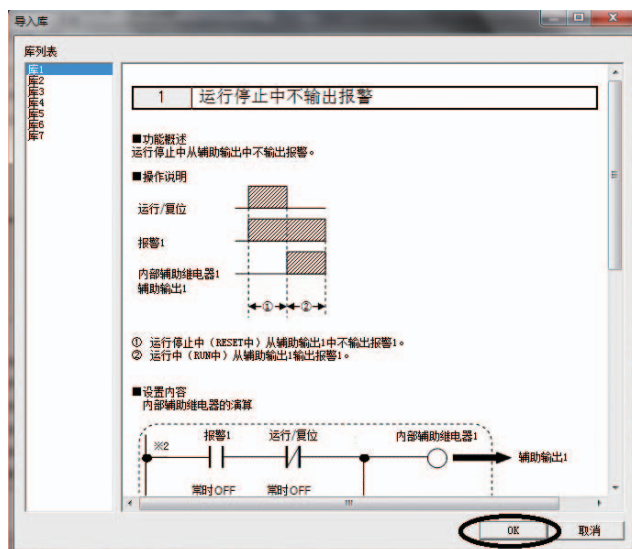 导入库
库列表
库1
库2
库3
库4
库5
库6
库7
1 运行停止中不输出报警
■功能概述
运行停止中从辅助输出中不输出报警。
■操作说明
运行/复位
报警1
内部辅助继电器1
辅助输出1
① ②
① 运行停止中（RESET中）从辅助输出1中不输出报警1。
② 运行中（RUN中）从辅助输出1输出报警1。
■设置内容
内部辅助继电器的演算
※2 报警1 运行/复位 内部辅助继电器1
辅助输出1
常时OFF 常时OFF
OK 取消